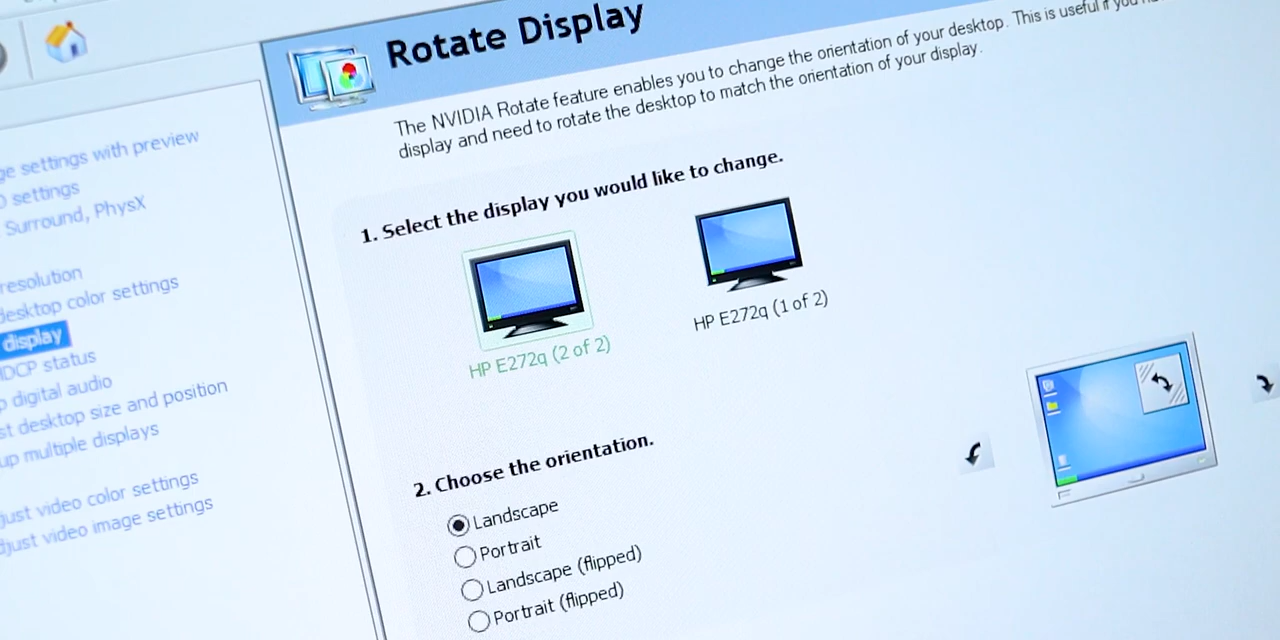 Rotate Display
The NVIDIA Rotate feature enables you to change the orientation of your desktop. This is useful if you
display and need to rotate the desktop to match the orientation of your display.
ge settings with preview
settings
Surround, PhysX
resolution
desktop color settings
display
HDCP status
digital audio
st desktop size and position
up multiple displays
just video color settings
djust video image settings
1. Select the display you would like to change.
HP E272q (2 of 2)
HP E272q (1 of 2)
2. Choose the orientation.
Landscape
Portrait
Landscape (flipped)
Portrait (flipped)